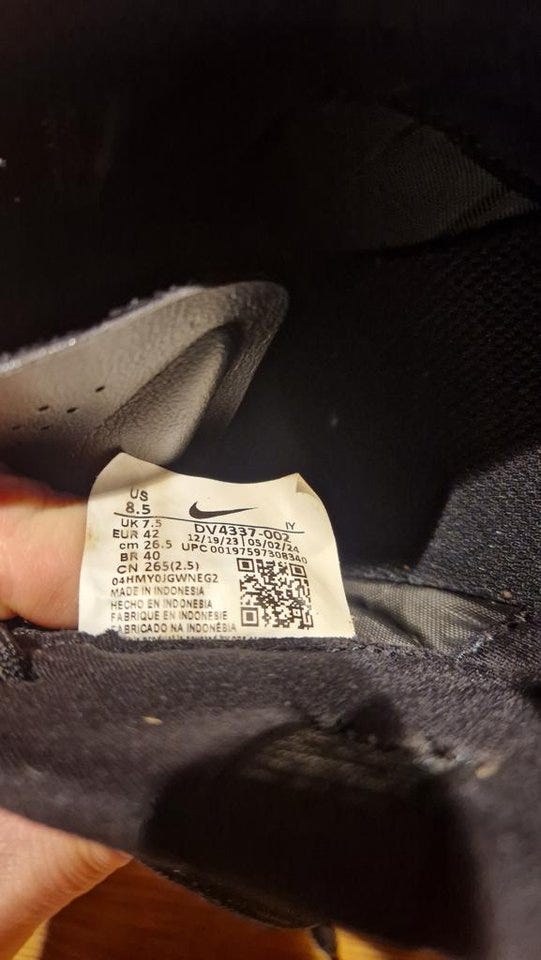 US
8.5
UK 7.5
EUR 42
cm 26.5
BR 40
CN 265(2.5)
04HMY0JGWNEG2
MADE IN INDONESIA
HECHO EN INDONESIA
FABRIQUE EN INDONESIE
FABRICADO NA INDONÉSIA
IY
DV4337-002
12/19/23 | 05/02/24
UPC 00197597308340